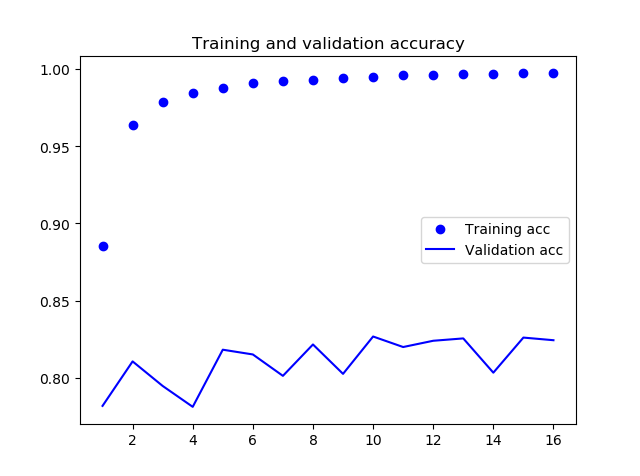 Training and validation accuracy
1.00
0.95
0.90
0.85
0.80
Training acc
Validation acc
2 4 6 8 10 12 14 16